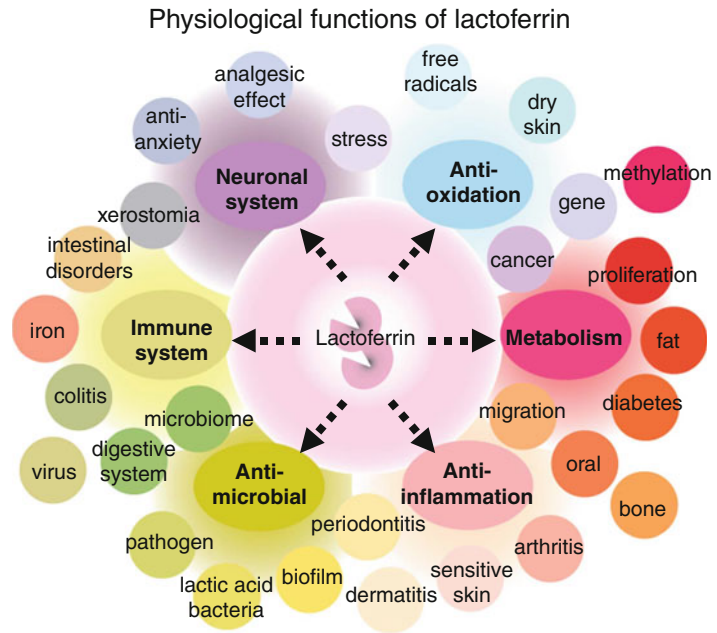 Physiological functions of lactoferrin
analgesic
effect
free
radicals
anti-
anxiety
stress
dry
skin
Neuronal
system
Anti-
oxidation
methylation
gene
xerostomia
intestinal
disorders
cancer
proliferation
iron
Immune
system
Lactoferrin
Metabolism
fat
colitis
microbiome
migration
diabetes
virus
digestive
system
Anti-
microbial
Anti-
inflammation
oral
bone
periodontitis
pathogen
arthritis
lactic acid
bacteria
biofilm
dermatitis
sensitive
skin